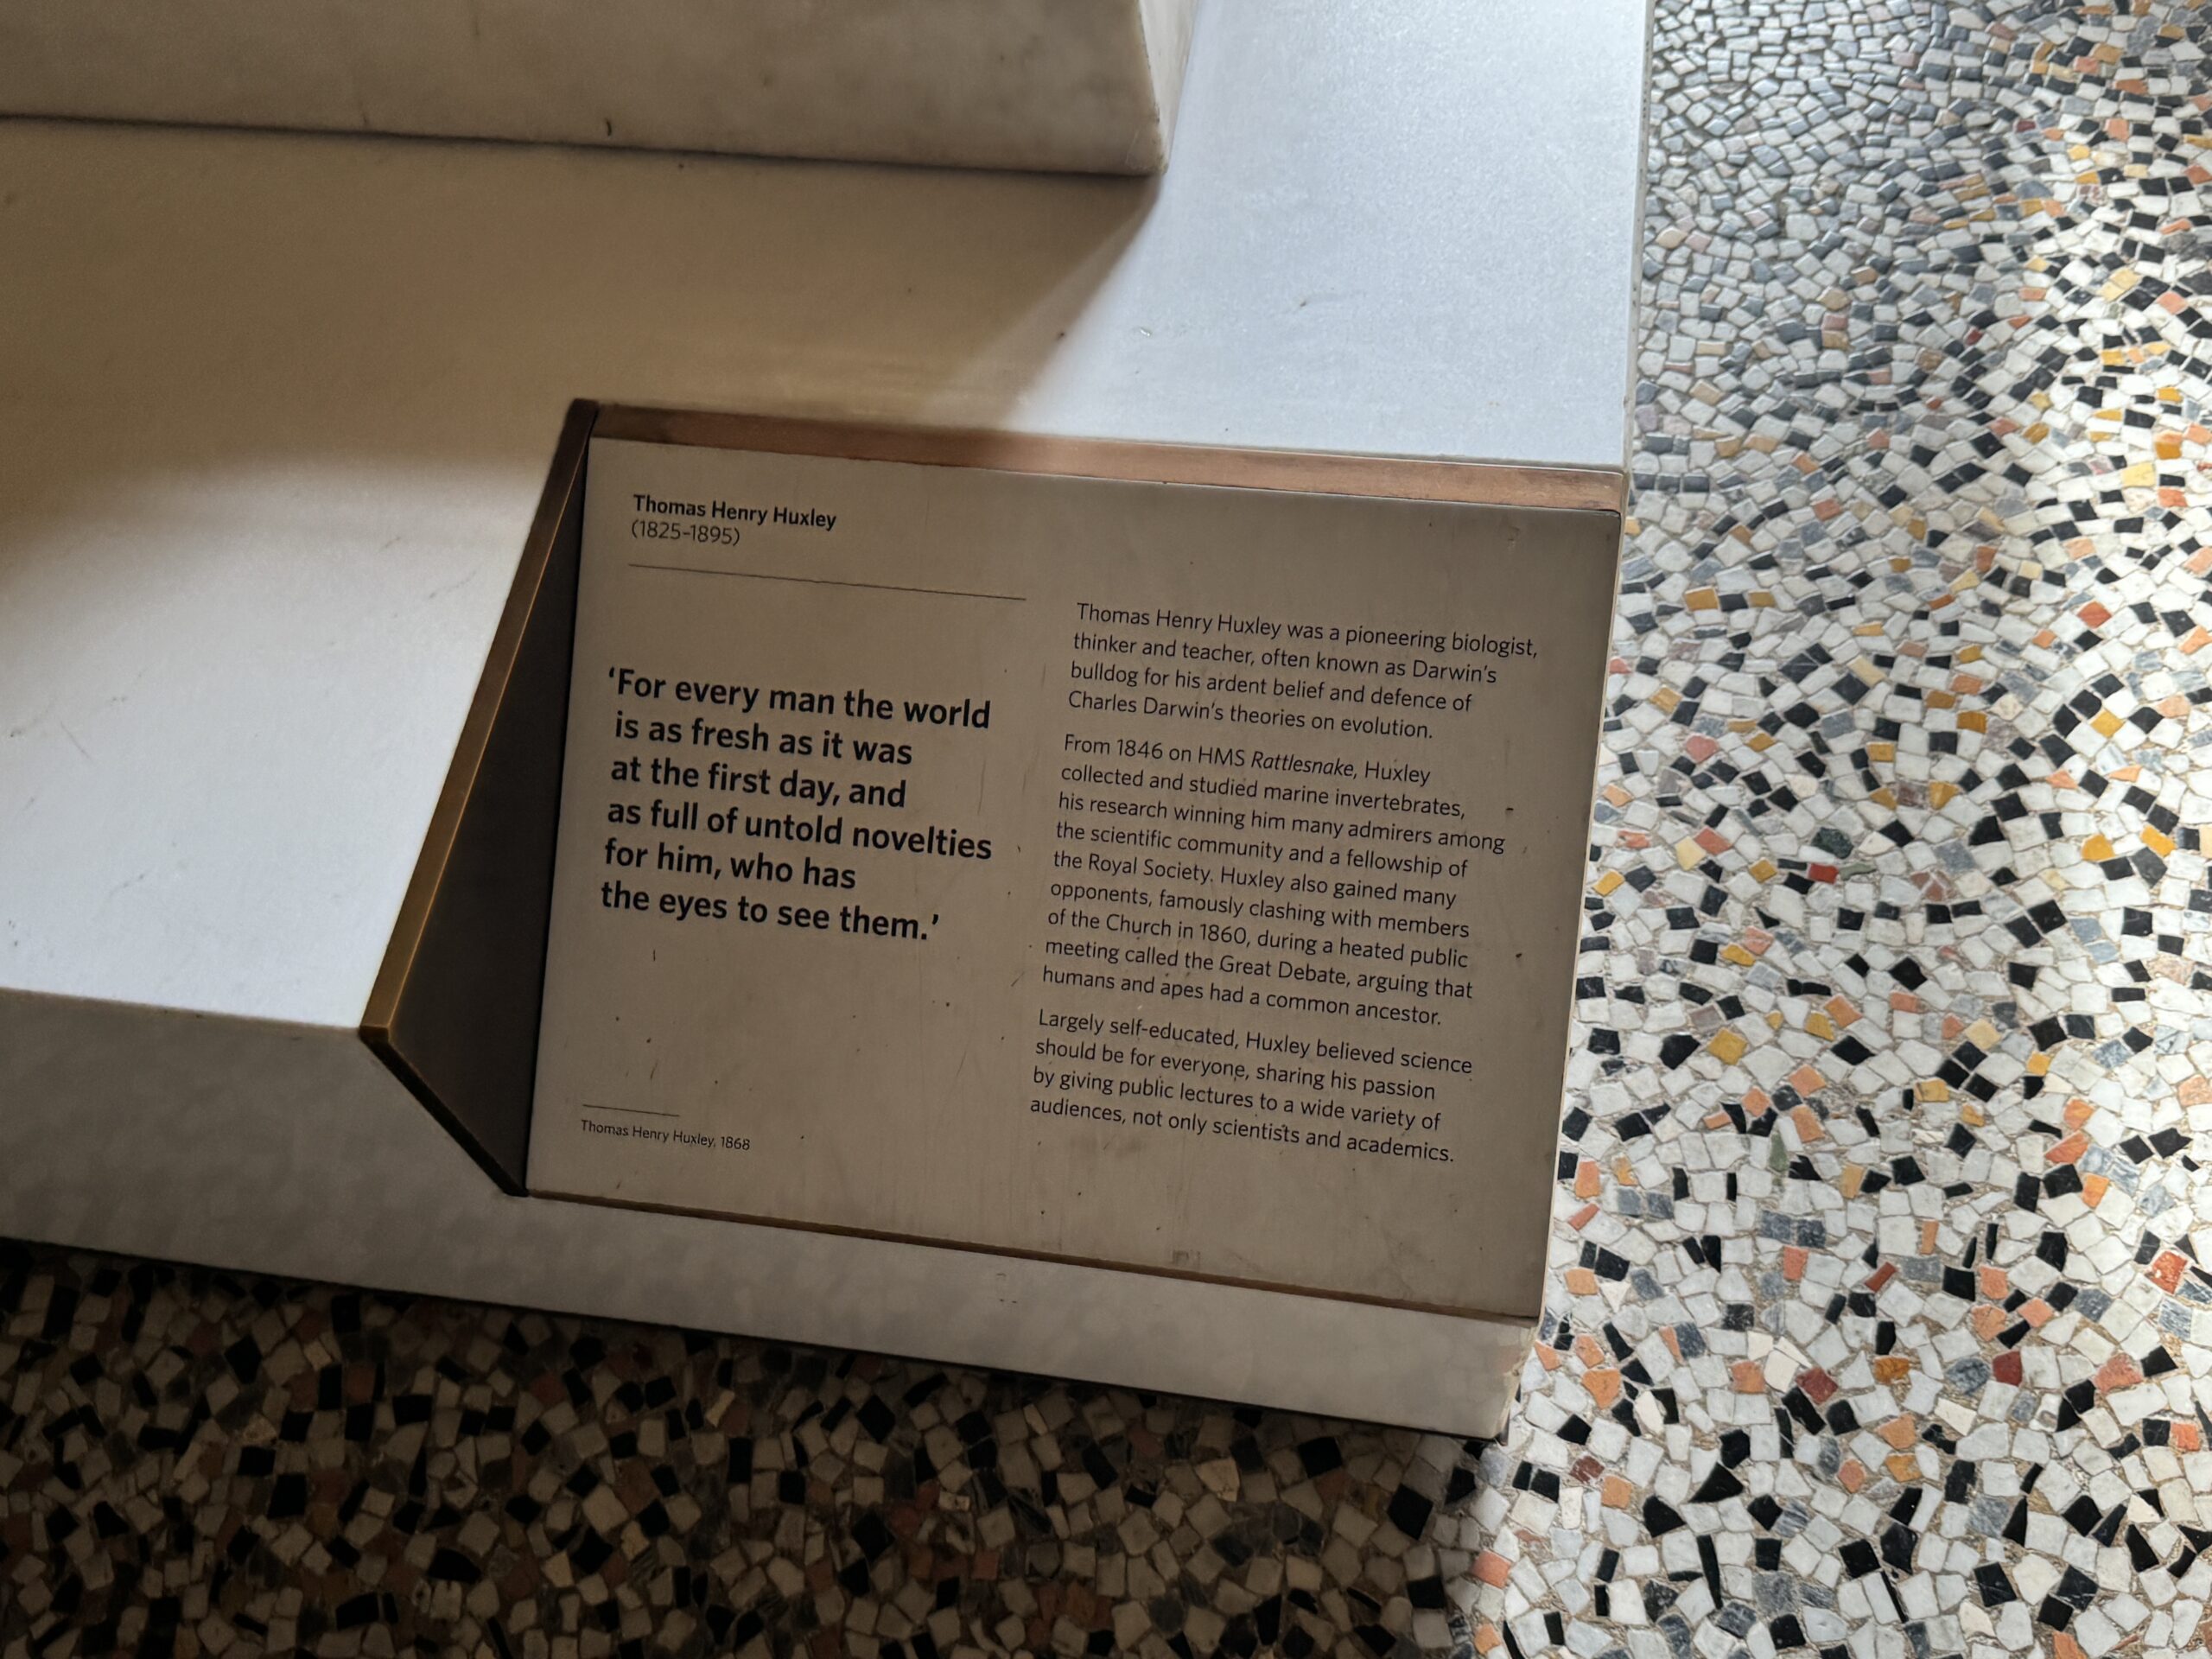 Thomas Henry Huxley
(1825-1895)
‘For every man the world
is as fresh as it was
at the first day, and
as full of untold novelties
for him, who has
the eyes to see them.’
Thomas Henry Huxley, 1868
Thomas Henry Huxley was a pioneering biologist,
thinker and teacher, often known as Darwin’s
bulldog for his ardent belief and defence of
Charles Darwin’s theories on evolution.
From 1846 on HMS Rattlesnake, Huxley
collected and studied marine invertebrates,
his research winning him many admirers among
the scientific community and a fellowship of
the Royal Society. Huxley also gained many
opponents, famously clashing with members
of the Church in 1860, during a heated public
meeting called the Great Debate, arguing that
humans and apes had a common ancestor.
Largely self-educated, Huxley believed science
should be for everyone, sharing his passion
by giving public lectures to a wide variety of
audiences, not only scientists and academics.